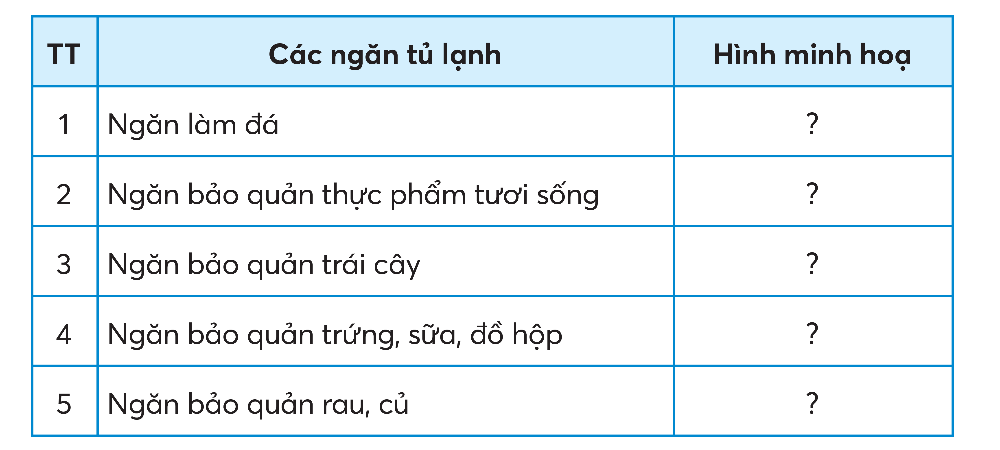 TT Các ngăn tủ lạnh Hình minh hoạ
1 Ngăn làm đá ?
2 Ngăn bảo quản thực phẩm tươi sống ?
3 Ngăn bảo quản trái cây ?
4 Ngăn bảo quản trứng, sữa, đồ hộp ?
5 Ngăn bảo quản rau, củ ?